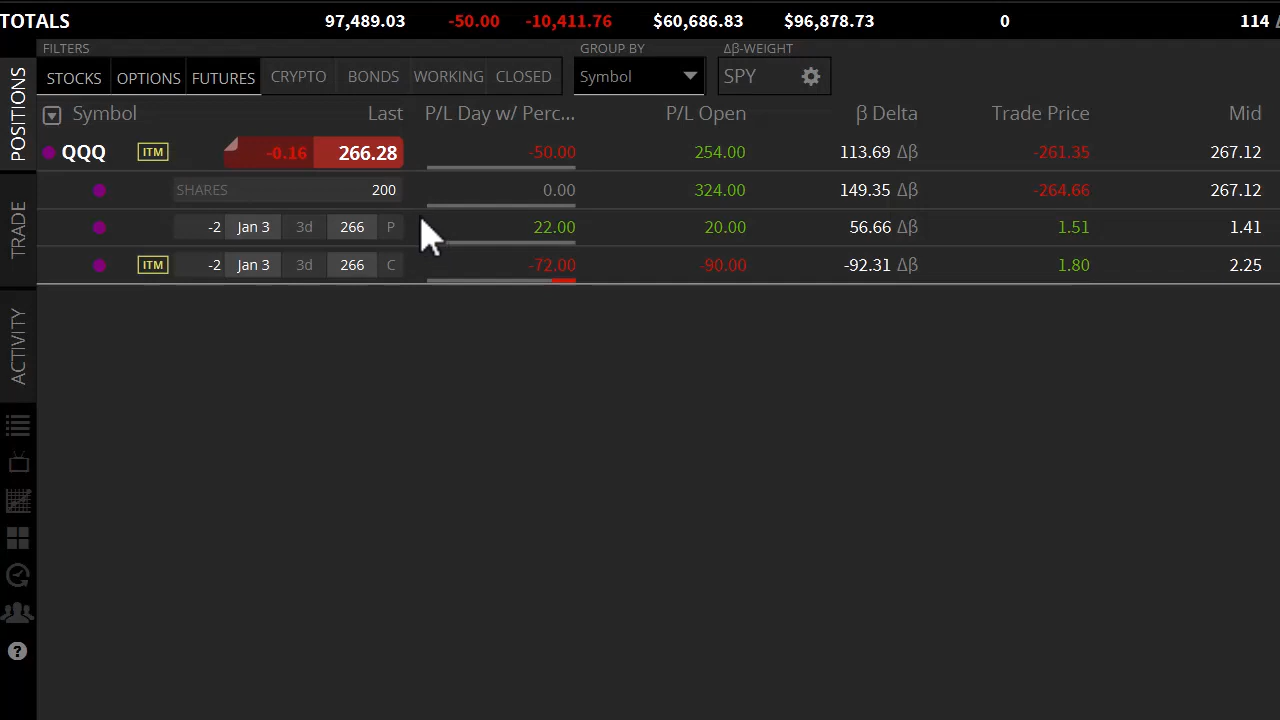 TOTALS 97,489.03 -50.00 -10,411.76 $60,686.83 $96,878.73 0 114 Δ
FILTERS GROUP BY Δβ-WEIGHT
STOCKS OPTIONS FUTURES CRYPTO BONDS WORKING CLOSED Symbol SPY
Symbol Last P/L Day w/ Perc... P/L Open β Delta Trade Price Mid
QQQ ITM -0.16 266.28 -50.00 254.00 113.69 Δβ -261.35 267.12
SHARES 200 0.00 324.00 149.35 Δβ -264.66 267.12
-2 Jan 3 3d 266 P 22.00 20.00 56.66 Δβ 1.51 1.41
ITM -2 Jan 3 3d 266 C -72.00 -90.00 -92.31 Δβ 1.80 2.25
POSITIONS
TRADE
ACTIVITY
?